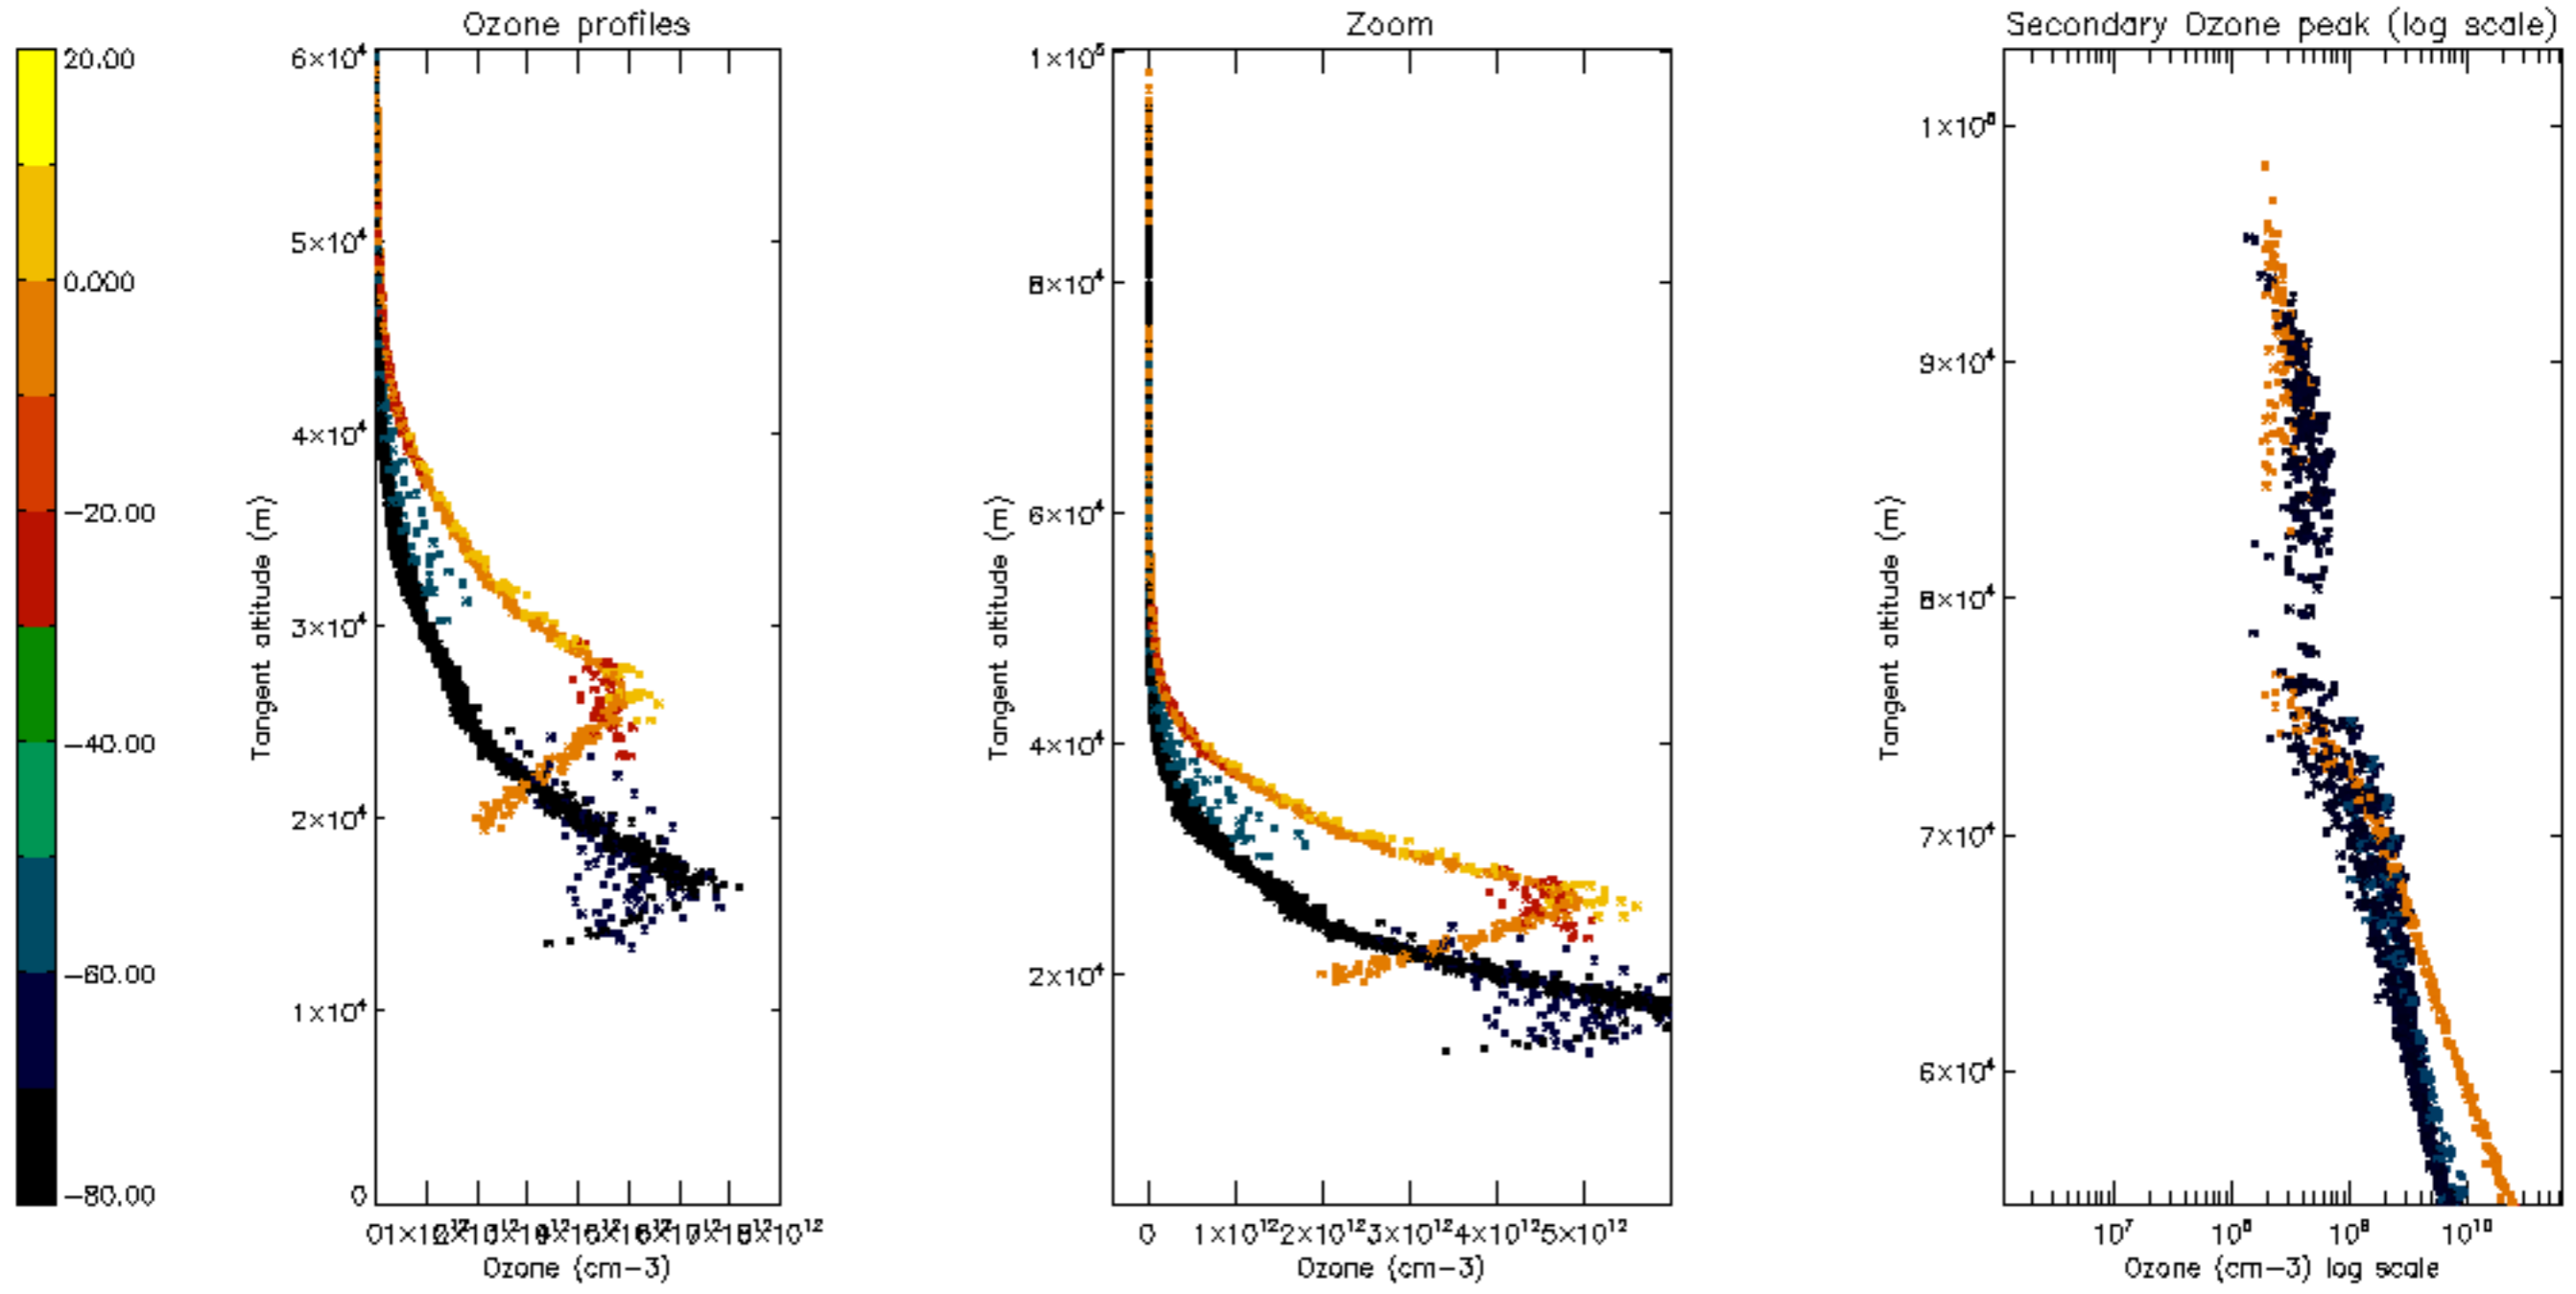 Ozone profiles
Zoom
Secondary Ozone peak (log scale)
20.00
0.000
-20.00
-40.00
-60.00
-80.00
6×10⁴
5×10⁴
4×10⁴
3×10⁴
2×10⁴
1×10⁴
0
Tangent altitude (m)
Ozone (cm-3)
1×10⁵
8×10⁴
6×10⁴
4×10⁴
2×10⁴
Tangent altitude (m)
0 1×10¹² 2×10¹² 3×10¹² 4×10¹² 5×10¹²
Ozone (cm-3)
1×10⁵
9×10⁴
8×10⁴
7×10⁴
6×10⁴
Tangent altitude (m)
10⁷ 10⁸ 10⁹ 10¹⁰
Ozone (cm-3) log scale